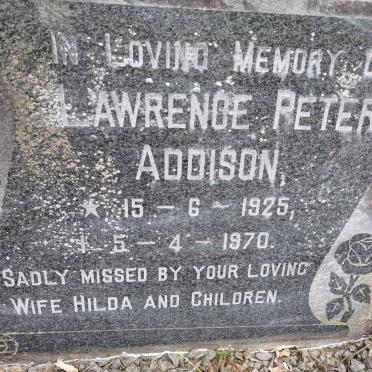 In Loving Memory O
Lawrence Peter
Addison,
* 15 – 6 – 1925,
† 5 – 4 – 1970.
Sadly missed by your loving
Wife Hilda and Children.